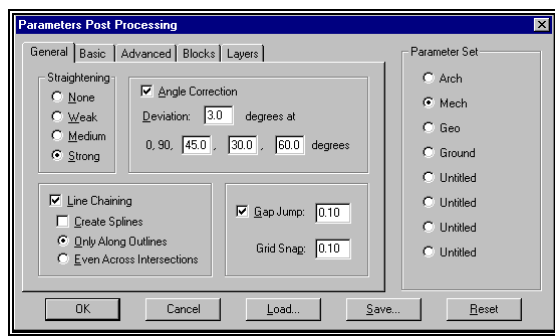 Parameters Post Processing
General Basic Advanced Blocks Layers
Straightening
None
Weak
Medium
Strong
Angle Correction
Deviation: 3.0 degrees at
0, 90, 45.0 , 30.0 , 60.0 degrees
Line Chaining
Create Splines
Only Along Outlines
Even Across Intersections
Gap Jump: 0.10
Grid Snap: 0.10
Parameter Set
Arch
Mech
Geo
Ground
Untitled
Untitled
Untitled
Untitled
OK Cancel Load... Save... Reset